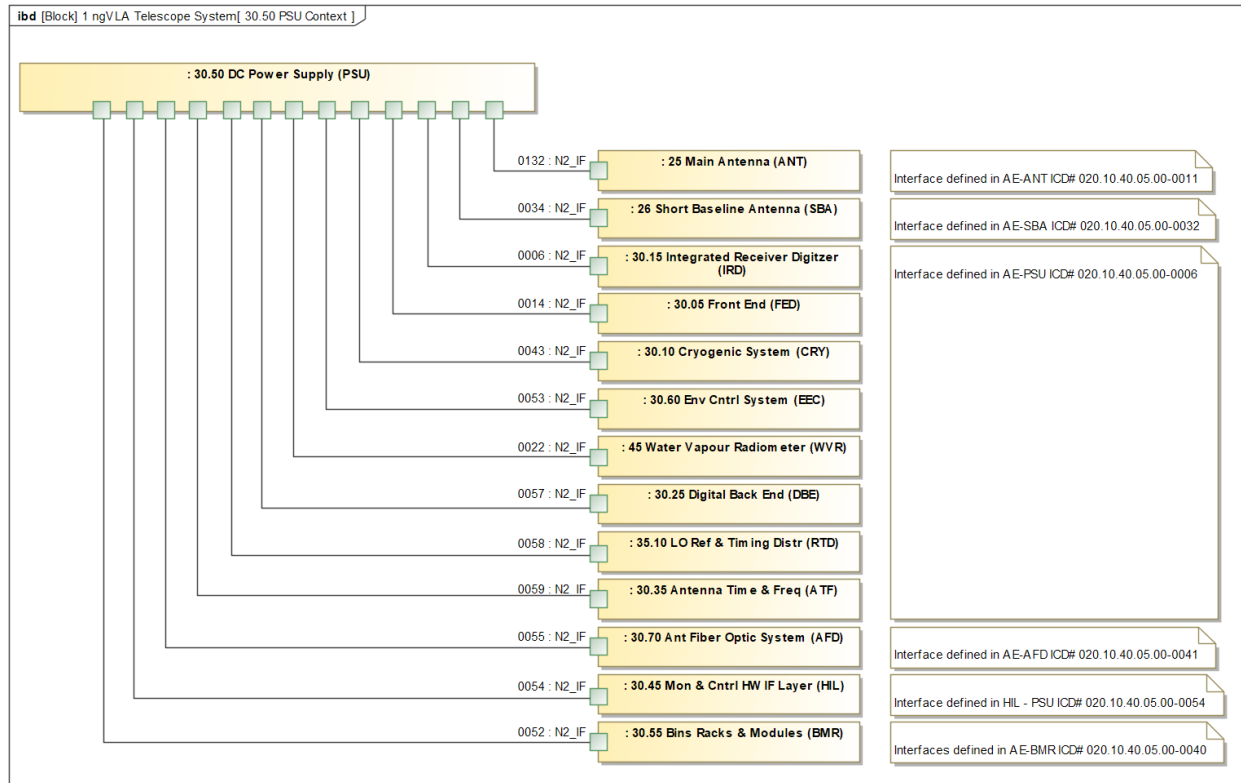 ibd [Block] 1 ngVLA Telescope System[ 30.50 PSU Context ]
: 30.50 DC Power Supply (PSU)
0132 : N2_IF
: 25 Main Antenna (ANT)
Interface defined in AE-ANT ICD# 020.10.40.05.00-0011
0034 : N2_IF
: 26 Short Baseline Antenna (SBA)
Interface defined in AE-SBA ICD# 020.10.40.05.00-0032
0006 : N2_IF
: 30.15 Integrated Receiver Digitzer
(IRD)
Interface defined in AE-PSU ICD# 020.10.40.05.00-0006
0014 : N2_IF
: 30.05 Front End (FED)
0043 : N2_IF
: 30.10 Cryogenic System (CRY)
0053 : N2_IF
: 30.60 Env Cntrl System (EEC)
0022 : N2_IF
: 45 Water Vapour Radiometer (WVR)
0057 : N2_IF
: 30.25 Digital Back End (DBE)
0058 : N2_IF
: 35.10 LO Ref & Timing Distr (RTD)
0059 : N2_IF
: 30.35 Antenna Time & Freq (ATF)
0055 : N2_IF
: 30.70 Ant Fiber Optic System (AFD)
Interface defined in AE-AFD ICD# 020.10.40.05.00-0041
0054 : N2_IF
: 30.45 Mon & Cntrl HW IF Layer (HIL)
Interface defined in HIL - PSU ICD# 020.10.40.05.00-0054
0052 : N2_IF
: 30.55 Bins Racks & Modules (BMR)
Interfaces defined in AE-BMR ICD# 020.10.40.05.00-0040